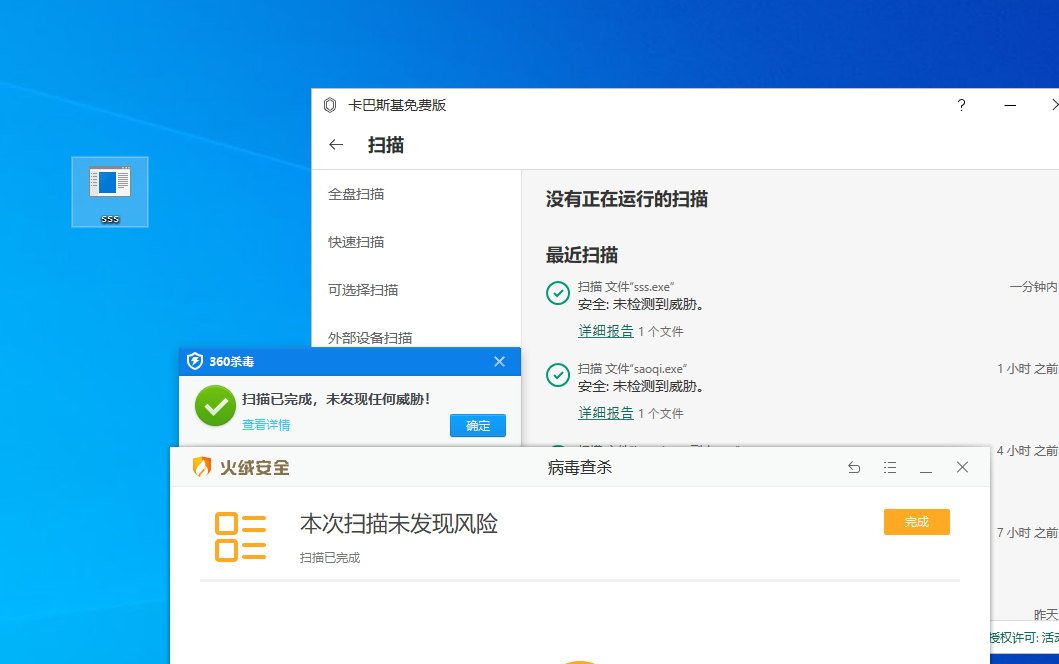 卡巴斯基免费版
?
扫描
sss
全盘扫描
快速扫描
可选择扫描
外部设备扫描
没有正在运行的扫描
最近扫描
扫描 文件“sss.exe”
一分钟内
安全: 未检测到威胁。
详细报告 1 个文件
扫描 文件“saoqi.exe”
1 小时 之前
安全: 未检测到威胁。
详细报告 1 个文件
4 小时 之前
7 小时 之前
昨天
授权许可: 活动
360杀毒
扫描已完成，未发现任何威胁！
查看详情
确定
火绒安全
病毒查杀
本次扫描未发现风险
完成
扫描已完成